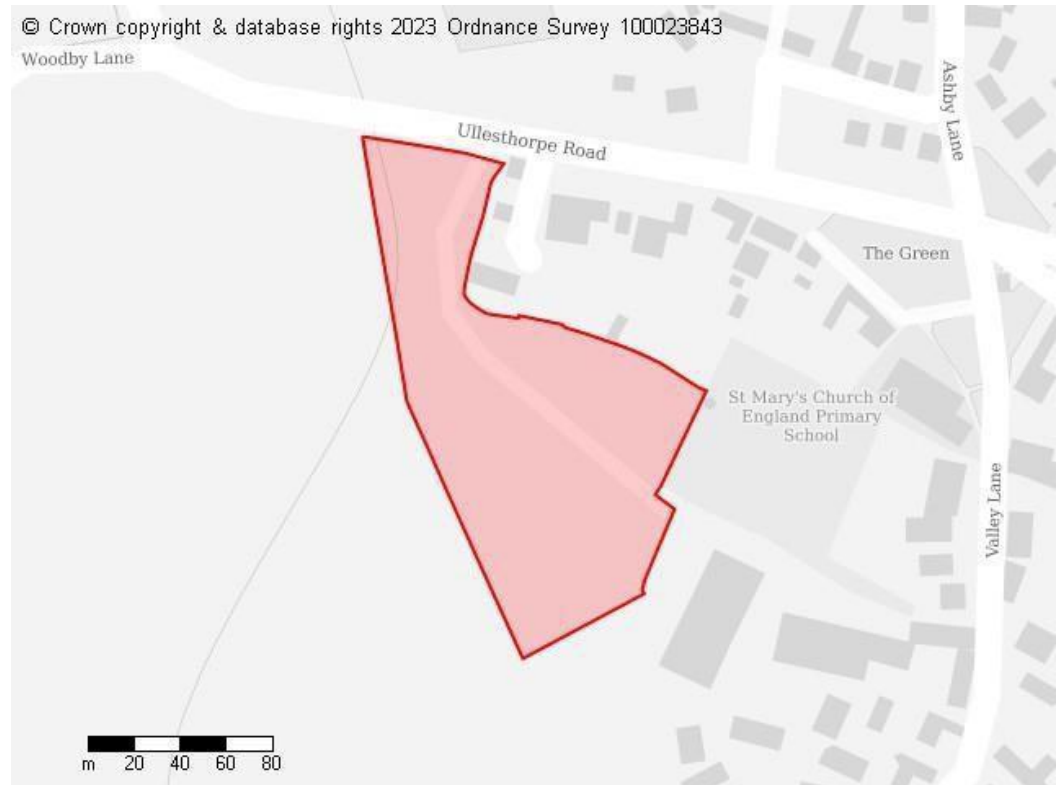 © Crown copyright & database rights 2023 Ordnance Survey 100023843
Woodby Lane
Ullesthorpe Road
Ashby Lane
The Green
St Mary's Church of
England Primary
School
Valley Lane
m 20 40 60 80